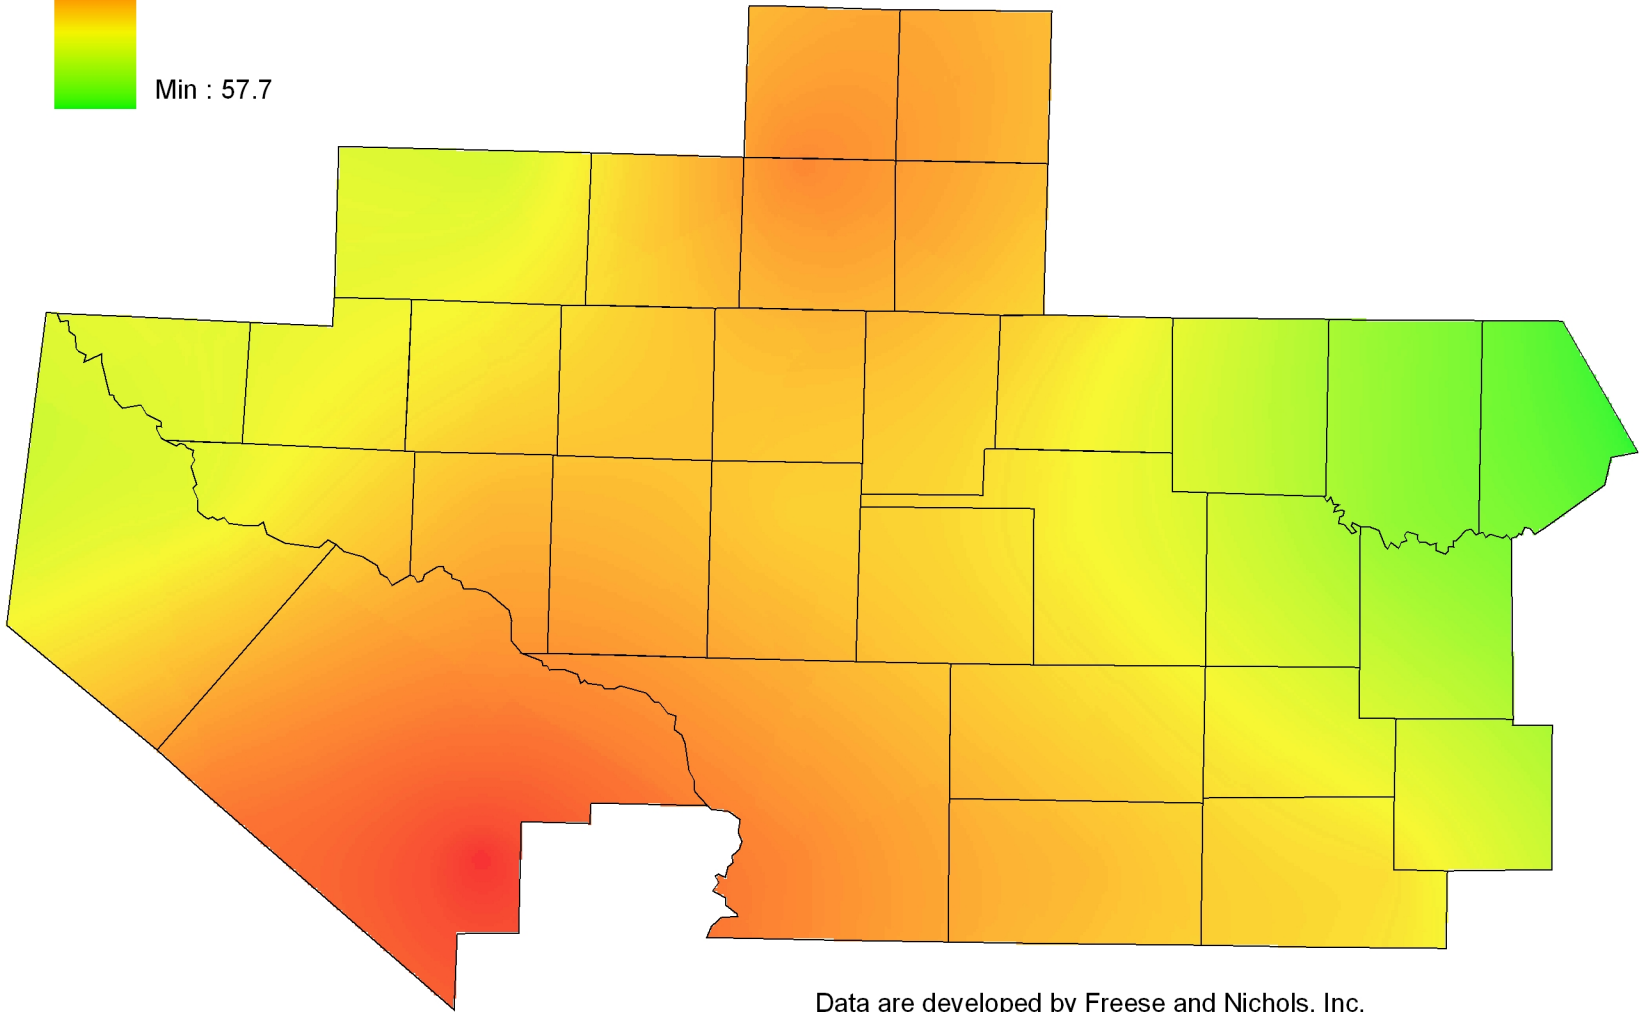 Min : 57.7
Data are developed by Freese and Nichols, Inc.